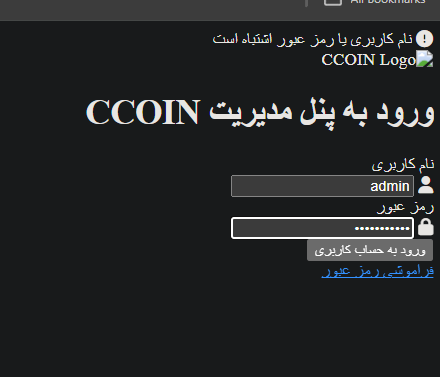 All Bookmarks
نام کاربری یا رمز عبور اشتباه است
CCOIN Logo
ورود به پنل مدیریت CCOIN
نام کاربری
admin
رمز عبور
•••••••••••
ورود به حساب کاربری
فراموشی رمز عبور